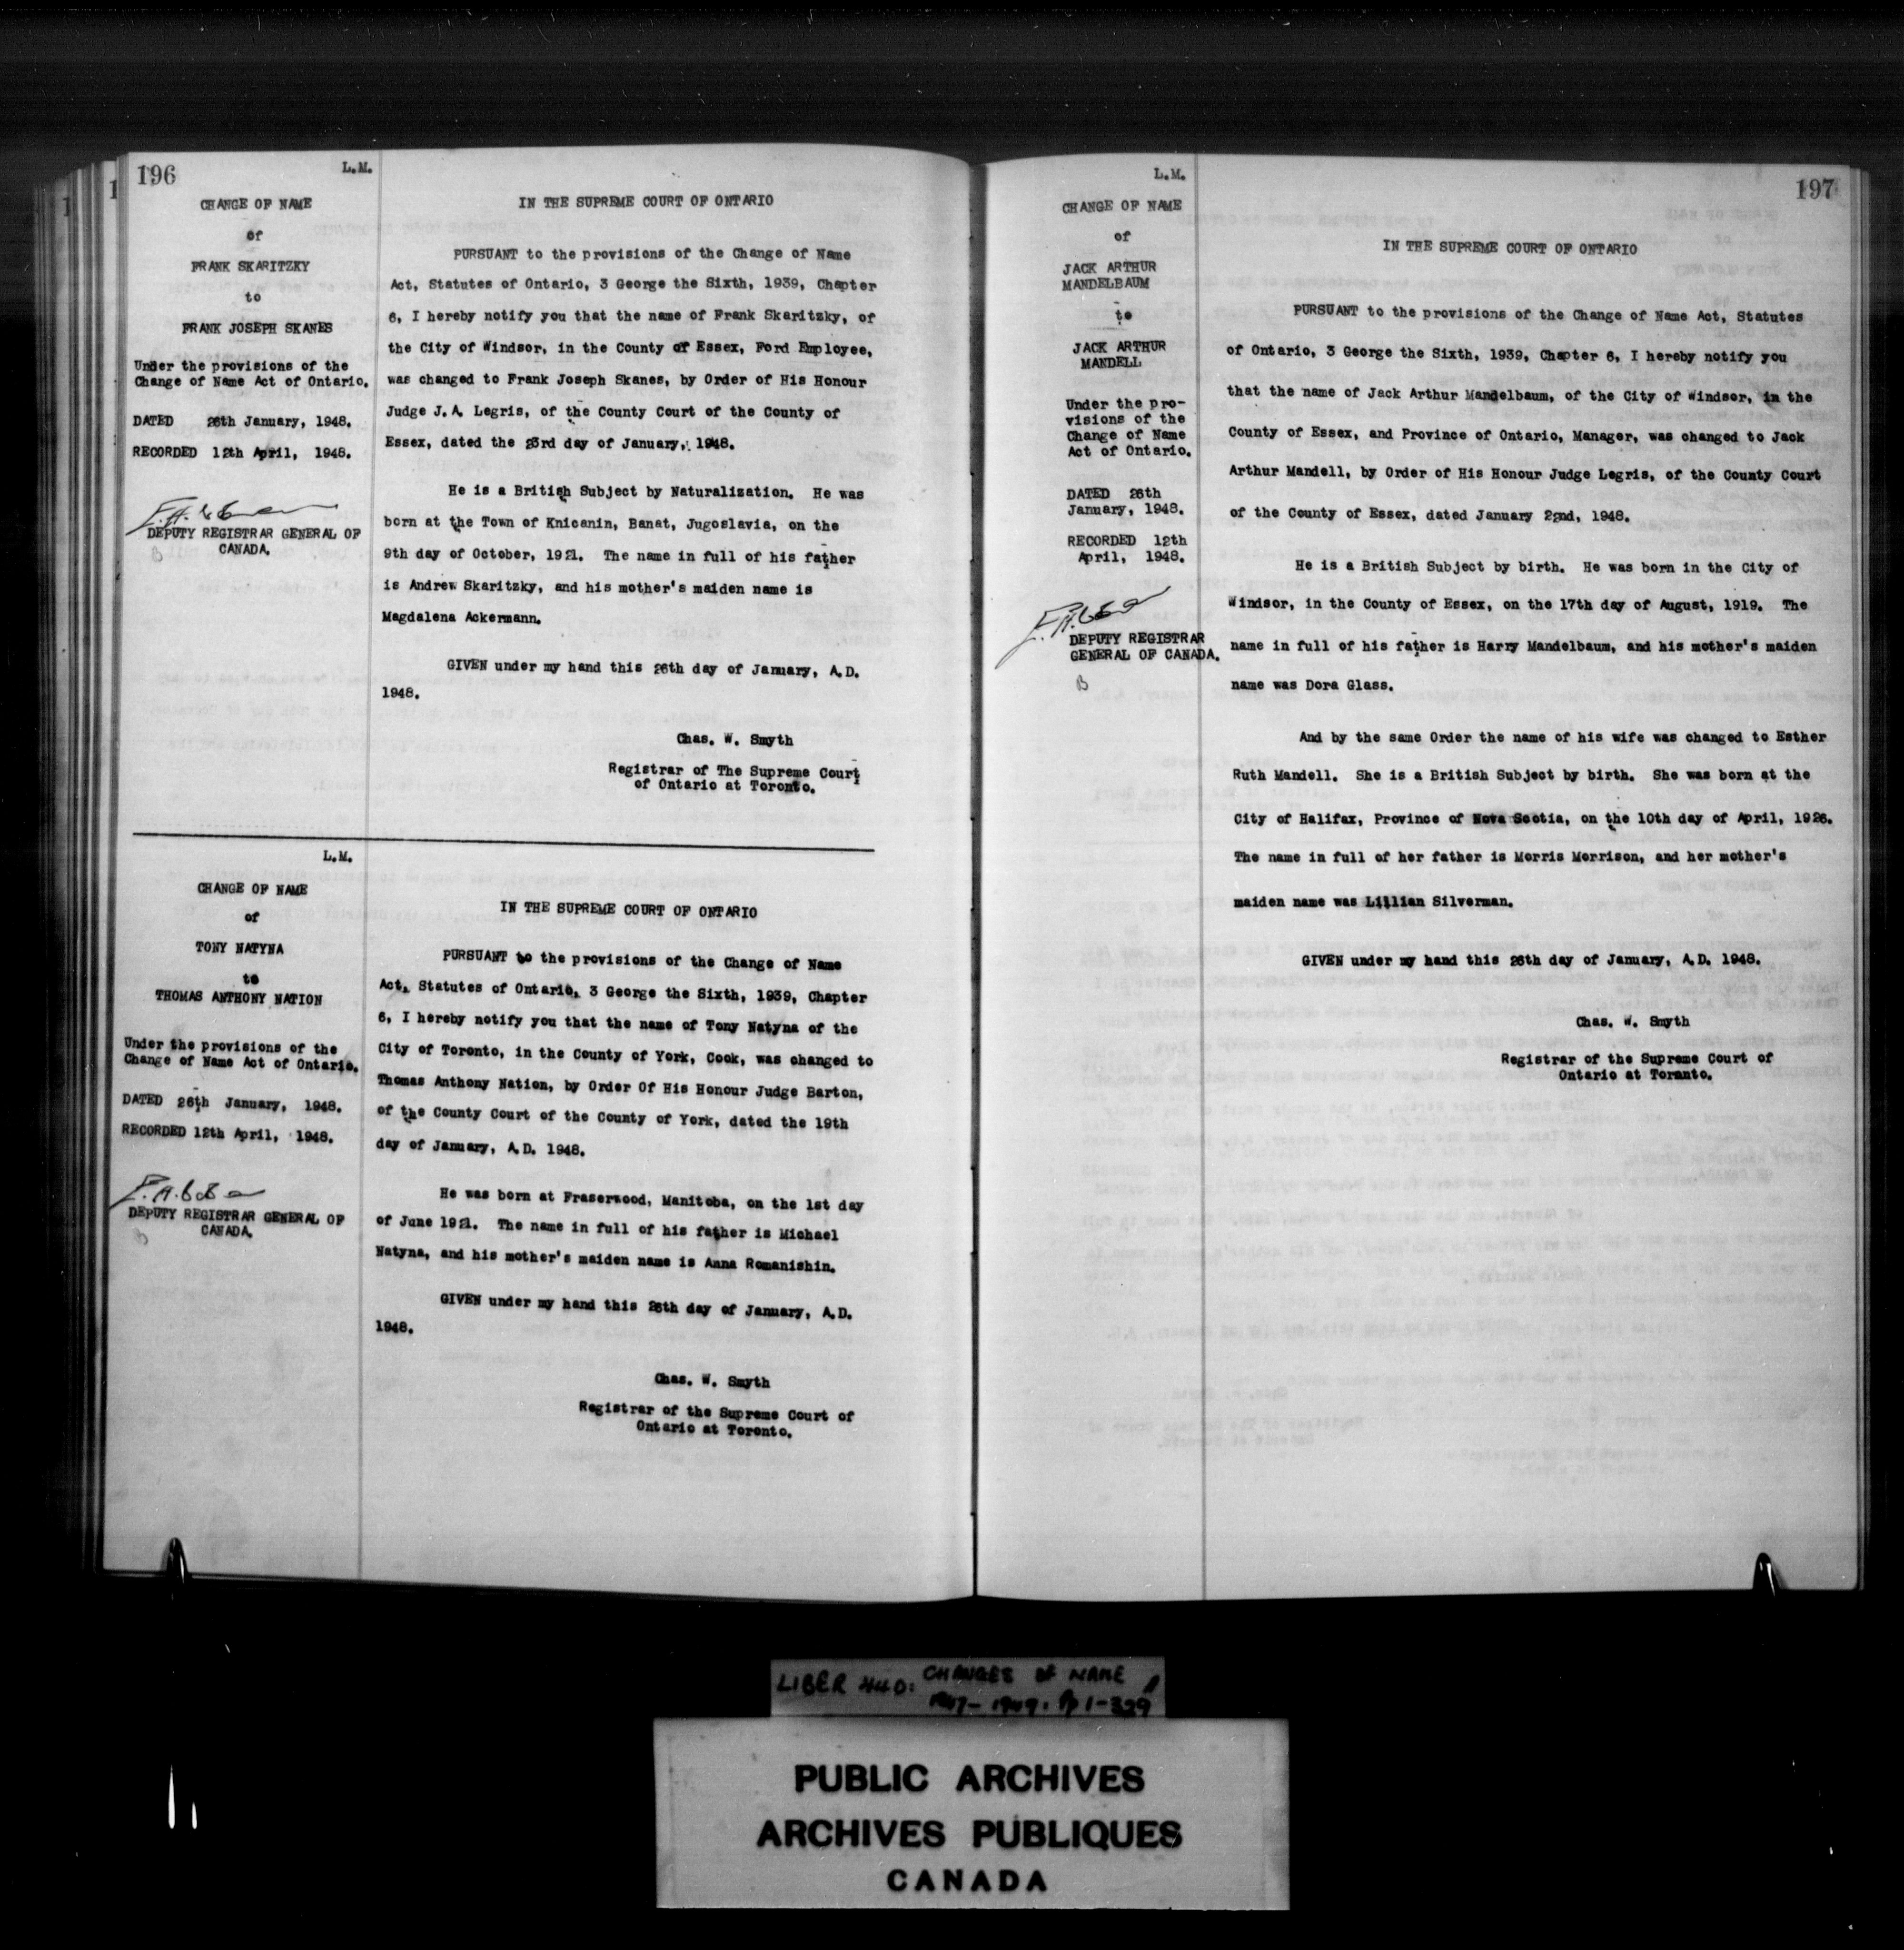 196
L.M.
CHANGE OF NAME
of
FRANK SKARITZKY
to
FRANK JOSEPH SKANES
Under the provisions of the
Change of Name Act of Ontario.
DATED 26th January, 1948.
RECORDED 12th April, 1948.
DEPUTY REGISTRAR GENERAL OF
CANADA.
B
IN THE SUPREME COURT OF ONTARIO
PURSUANT to the provisions of the Change of Name
Act, Statutes of Ontario, 3 George the Sixth, 1939, Chapter
6, I hereby notify you that the name of Frank Skaritzky, of
the City of Windsor, in the County of Essex, Ford Employee,
was changed to Frank Joseph Skanes, by Order of His Honour
Judge J.A. Legris, of the County Court of the County of
Essex, dated the 23rd day of January, 1948.
He is a British Subject by Naturalization. He was
born at the Town of Knicanin, Banat, Jugoslavia, on the
9th day of October, 1921. The name in full of his father
is Andrew Skaritzky, and his mother's maiden name is
Magdalena Ackermann.
GIVEN under my hand this 26th day of January, A.D.
1948.
Chas. W. Smyth
Registrar of The Supreme Court
of Ontario at Toronto.
L.M.
CHANGE OF NAME
of
TONY NATYNA
to
THOMAS ANTHONY NATION
Under the provisions of the
Change of Name Act of Ontario.
DATED 26th January, 1948.
RECORDED 12th April, 1948.
DEPUTY REGISTRAR GENERAL OF
CANADA.
B
IN THE SUPREME COURT OF ONTARIO
PURSUANT to the provisions of the Change of Name
Act, Statutes of Ontario, 3 George the Sixth, 1939, Chapter
6, I hereby notify you that the name of Tony Natyna of the
City of Toronto, in the County of York, Cook, was changed to
Thomas Anthony Nation, by Order Of His Honour Judge Barton,
of the County Court of the County of York, dated the 19th
day of January, A.D. 1948.
He was born at Fraserwood, Manitoba, on the 1st day
of June 1921. The name in full of his father is Michael
Natyna, and his mother's maiden name is Anna Romanishin.
GIVEN under my hand this 26th day of January, A.D.
1948.
Chas. W. Smyth
Registrar of the Supreme Court of
Ontario at Toronto.
197
L.M.
CHANGE OF NAME
of
JACK ARTHUR
MANDELBAUM
to
JACK ARTHUR
MANDELL
Under the pro-
visions of the
Change of Name
Act of Ontario.
DATED 26th
January, 1948.
RECORDED 12th
April, 1948.
DEPUTY REGISTRAR
GENERAL OF CANADA.
B
IN THE SUPREME COURT OF ONTARIO
PURSUANT to the provisions of the Change of Name Act, Statutes
of Ontario, 3 George the Sixth, 1939, Chapter 6, I hereby notify you
that the name of Jack Arthur Mandelbaum, of the City of Windsor, in the
County of Essex, and Province of Ontario, Manager, was changed to Jack
Arthur Mandell, by Order of His Honour Judge Legris, of the County Court
of the County of Essex, dated January 22nd, 1948.
He is a British Subject by birth. He was born in the City of
Windsor, in the County of Essex, on the 17th day of August, 1919. The
name in full of his father is Harry Mandelbaum, and his mother's maiden
name was Dora Glass.
And by the same Order the name of his wife was changed to Esther
Ruth Mandell. She is a British Subject by birth. She was born at the
City of Halifax, Province of Nova Scotia, on the 10th day of April, 1926.
The name in full of her father is Morris Morrison, and her mother's
maiden name was Lillian Silverman.
GIVEN under my hand this 26th day of January, A.D. 1948.
Chas. W. Smyth
Registrar of the Supreme Court of
Ontario at Toronto.
LIBER 440: CHANGES OF NAME
1947-1949. Pp 1-329
PUBLIC ARCHIVES
ARCHIVES PUBLIQUES
CANADA